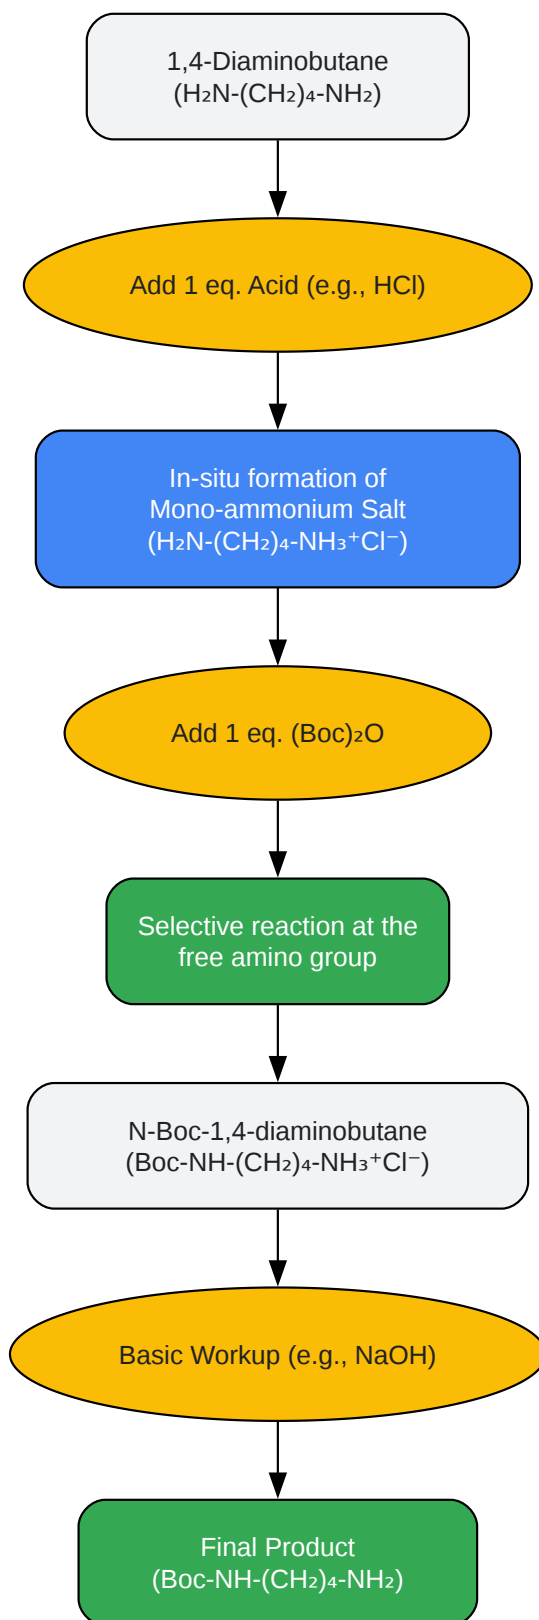 1,4-Diaminobutane
(H₂N-(CH₂)₄-NH₂)
Add 1 eq. Acid (e.g., HCl)
In-situ formation of
Mono-ammonium Salt
(H₂N-(CH₂)₄-NH₃⁺Cl⁻)
Add 1 eq. (Boc)₂O
Selective reaction at the
free amino group
N-Boc-1,4-diaminobutane
(Boc-NH-(CH₂)₄-NH₃⁺Cl⁻)
Basic Workup (e.g., NaOH)
Final Product
(Boc-NH-(CH₂)₄-NH₂)